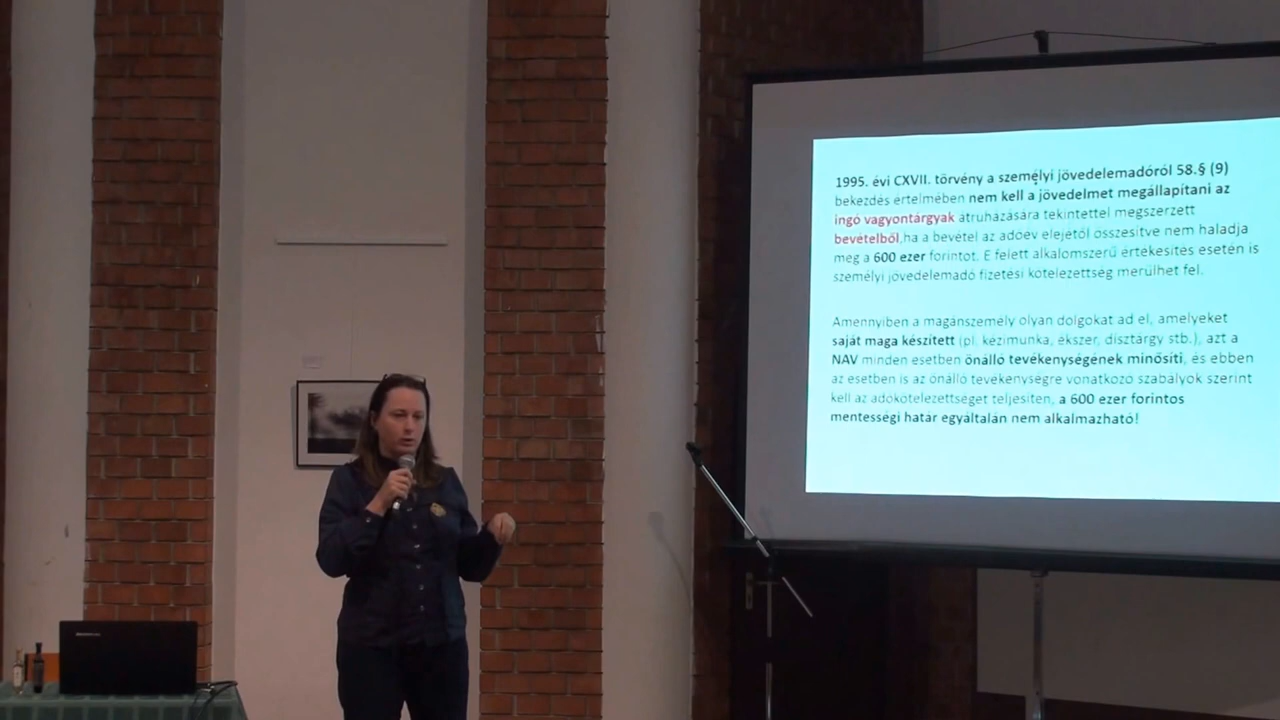 1995. évi CXVII. törvény a személyi jövedelemadóról 58.§ (9)
bekezdés értelmében nem kell a jövedelmet megállapítani az
ingó vagyontárgyak átruházására tekintettel megszerzett
bevételből,ha a bevétel az adóév elejétől összesítve nem haladja
meg a 600 ezer forintot. E felett alkalomszerű értékesítés esetén is
személyi jövedelemadó fizetési kötelezettség merülhet fel.
Amennyiben a magánszemély olyan dolgokat ad el, amelyeket
saját maga készített (pl. kézimunka, ékszer, dísztárgy stb.), azt a
NAV minden esetben önálló tevékenységének minősíti, és ebben
az esetben is az önálló tevékenységre vonatkozó szabályok szerint
kell az adókötelezettséget teljesíteni, a 600 ezer forintos
mentességi határ egyáltalán nem alkalmazható!